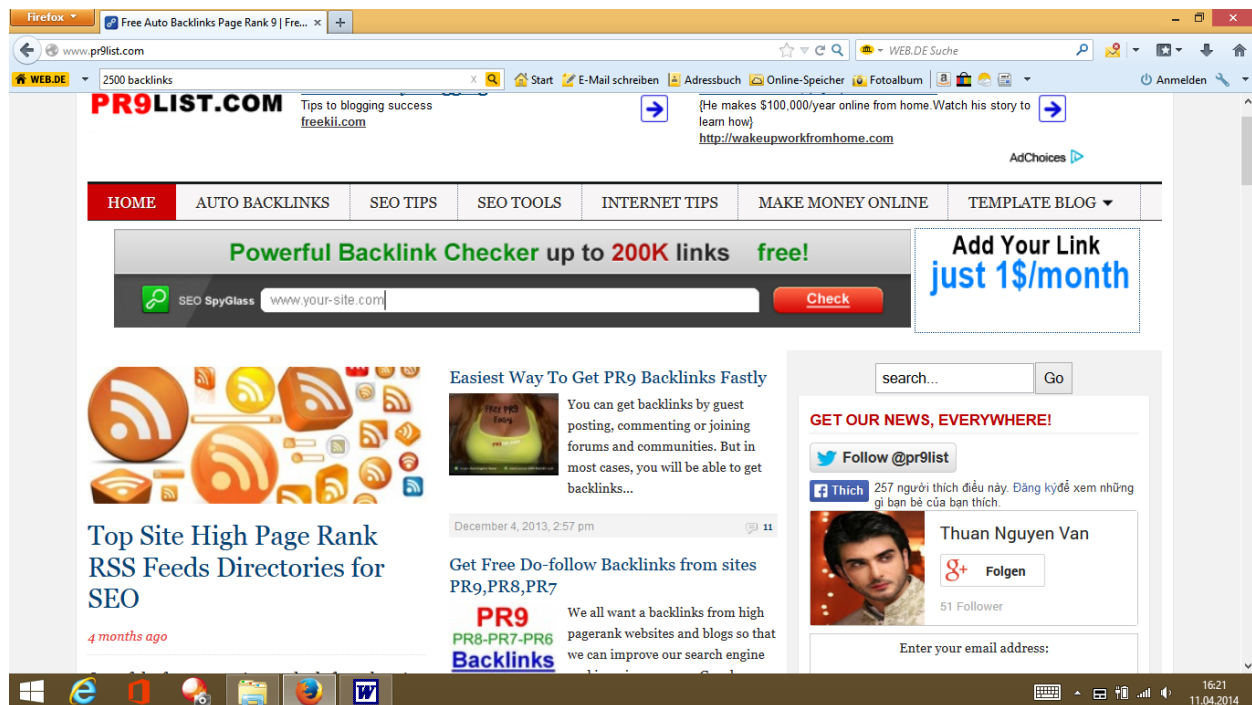 Firefox
Free Auto Backlinks Page Rank 9 | Fre...
www.pr9list.com
WEB.DE Suche
WEB.DE
2500 backlinks
Start
E-Mail schreiben
Adressbuch
Online-Speicher
Fotoalbum
Anmelden
PR9LIST.COM
Tips to blogging success
freekii.com
{He makes $100,000/year online from home.Watch his story to
learn how}
http://wakeupworkfromhome.com
AdChoices
HOME
AUTO BACKLINKS
SEO TIPS
SEO TOOLS
INTERNET TIPS
MAKE MONEY ONLINE
TEMPLATE BLOG
Powerful Backlink Checker up to 200K links free!
SEO SpyGlass
www.your-site.com
Check
Add Your Link
just 1$/month
Top Site High Page Rank
RSS Feeds Directories for
SEO
4 months ago
Easiest Way To Get PR9 Backlinks Fastly
FREE PR9
You can get backlinks by guest
posting, commenting or joining
forums and communities. But in
most cases, you will be able to get
backlinks...
December 4, 2013, 2:57 pm
11
Get Free Do-follow Backlinks from sites
PR9,PR8,PR7
PR9
PR8-PR7-PR6
Backlinks
We all want a backlinks from high
pagerank websites and blogs so that
we can improve our search engine
search...
Go
GET OUR NEWS, EVERYWHERE!
Follow @pr9list
Thích
257 người thích điều này. Đăng kýđể xem những
gì bạn bè của bạn thích.
Thuan Nguyen Van
g+ Folgen
51 Follower
Enter your email address:
W
16:21
11.04.2014